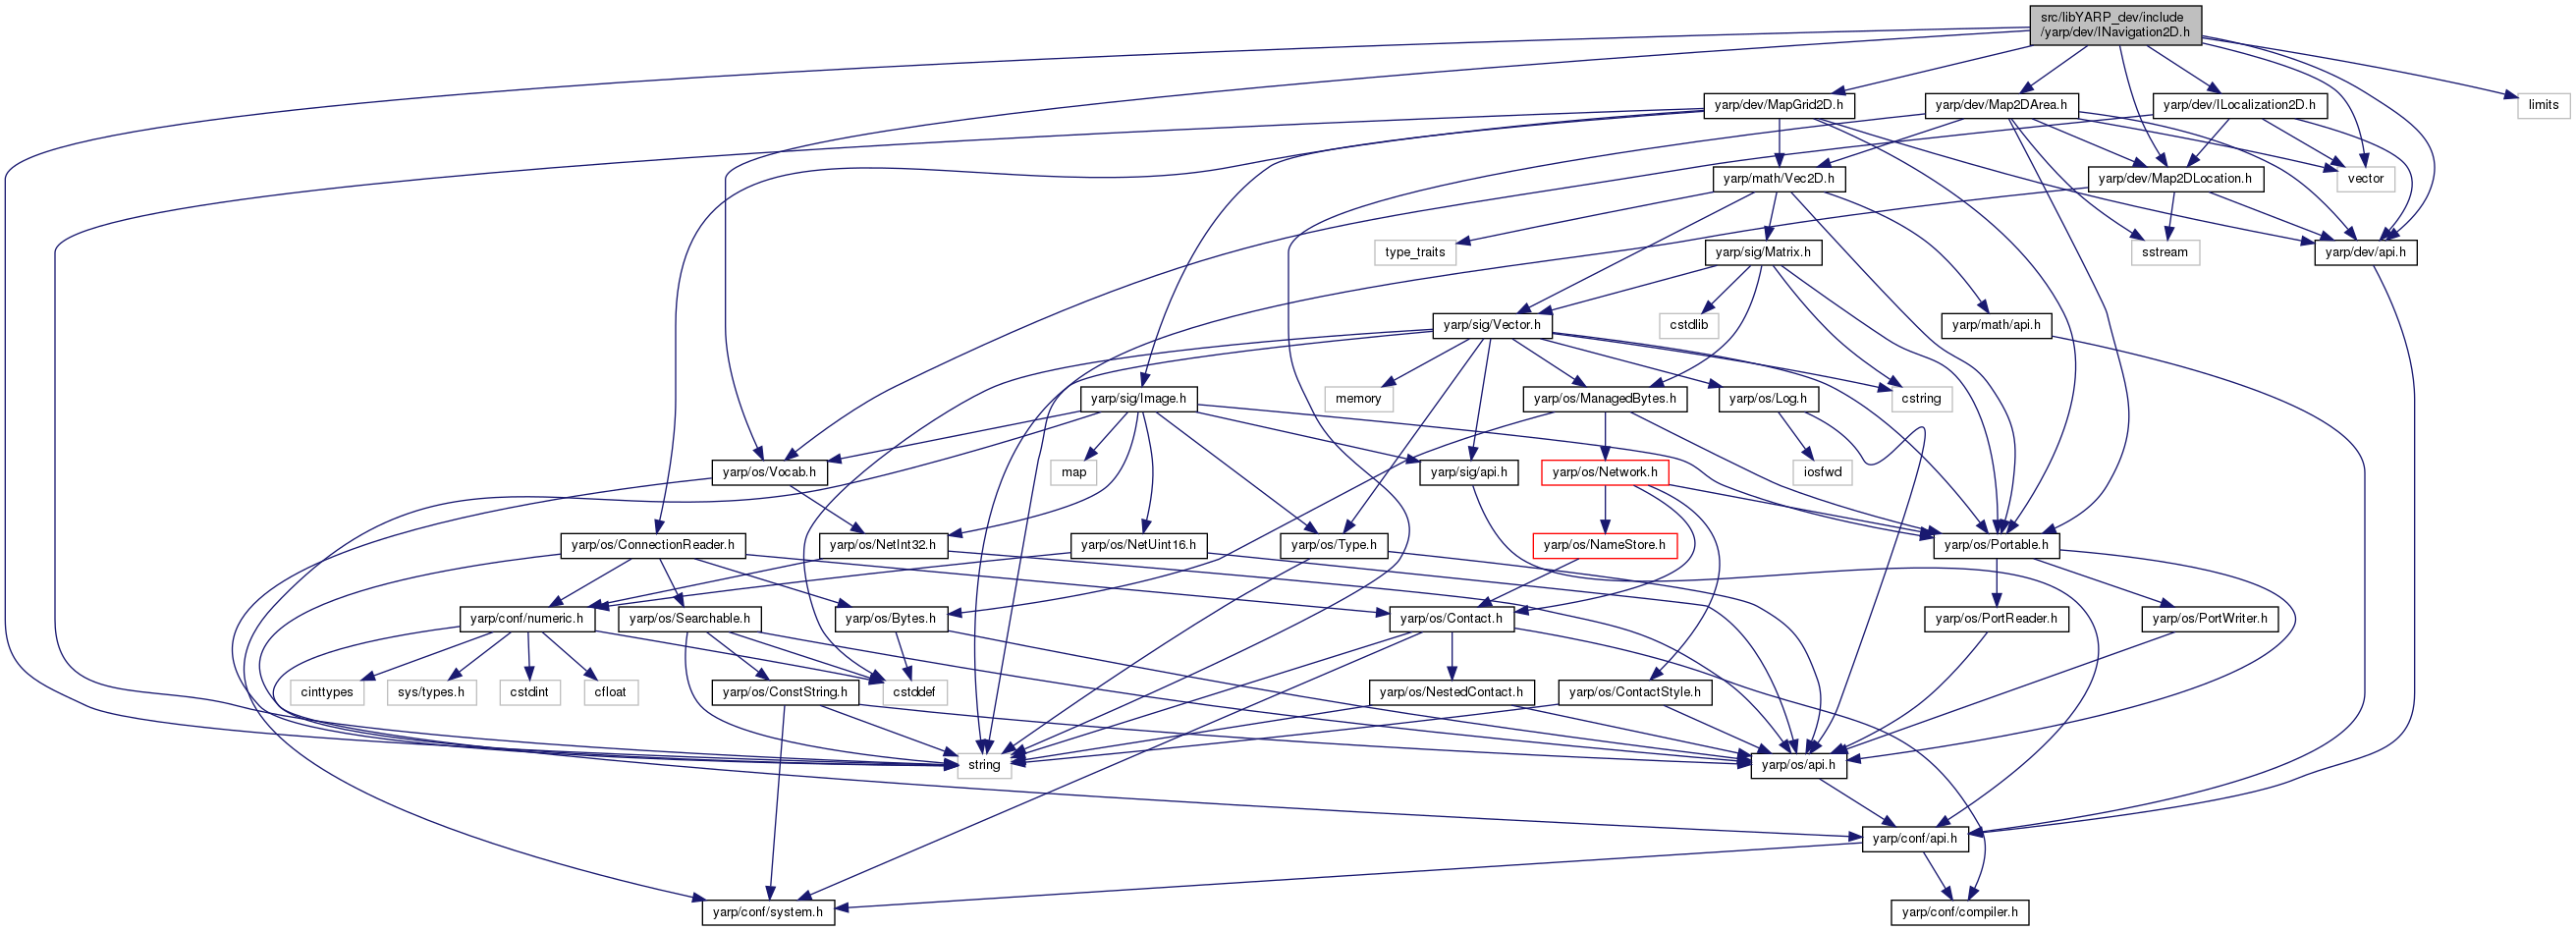 src/libYARP_dev/include
/yarp/dev/INavigation2D.h
yarp/dev/MapGrid2D.h
yarp/dev/Map2DArea.h
yarp/dev/ILocalization2D.h
limits
yarp/math/Vec2D.h
yarp/dev/Map2DLocation.h
vector
type_traits
yarp/sig/Matrix.h
sstream
yarp/dev/api.h
yarp/sig/Vector.h
cstdlib
yarp/math/api.h
yarp/sig/Image.h
memory
yarp/os/ManagedBytes.h
yarp/os/Log.h
cstring
yarp/os/Vocab.h
map
yarp/sig/api.h
yarp/os/Network.h
iosfwd
yarp/os/ConnectionReader.h
yarp/os/NetInt32.h
yarp/os/NetUint16.h
yarp/os/Type.h
yarp/os/NameStore.h
yarp/os/Portable.h
yarp/conf/numeric.h
yarp/os/Searchable.h
yarp/os/Bytes.h
yarp/os/Contact.h
yarp/os/PortReader.h
yarp/os/PortWriter.h
cinttypes
sys/types.h
cstdint
cfloat
yarp/os/ConstString.h
cstddef
yarp/os/NestedContact.h
yarp/os/ContactStyle.h
string
yarp/os/api.h
yarp/conf/api.h
yarp/conf/system.h
yarp/conf/compiler.h